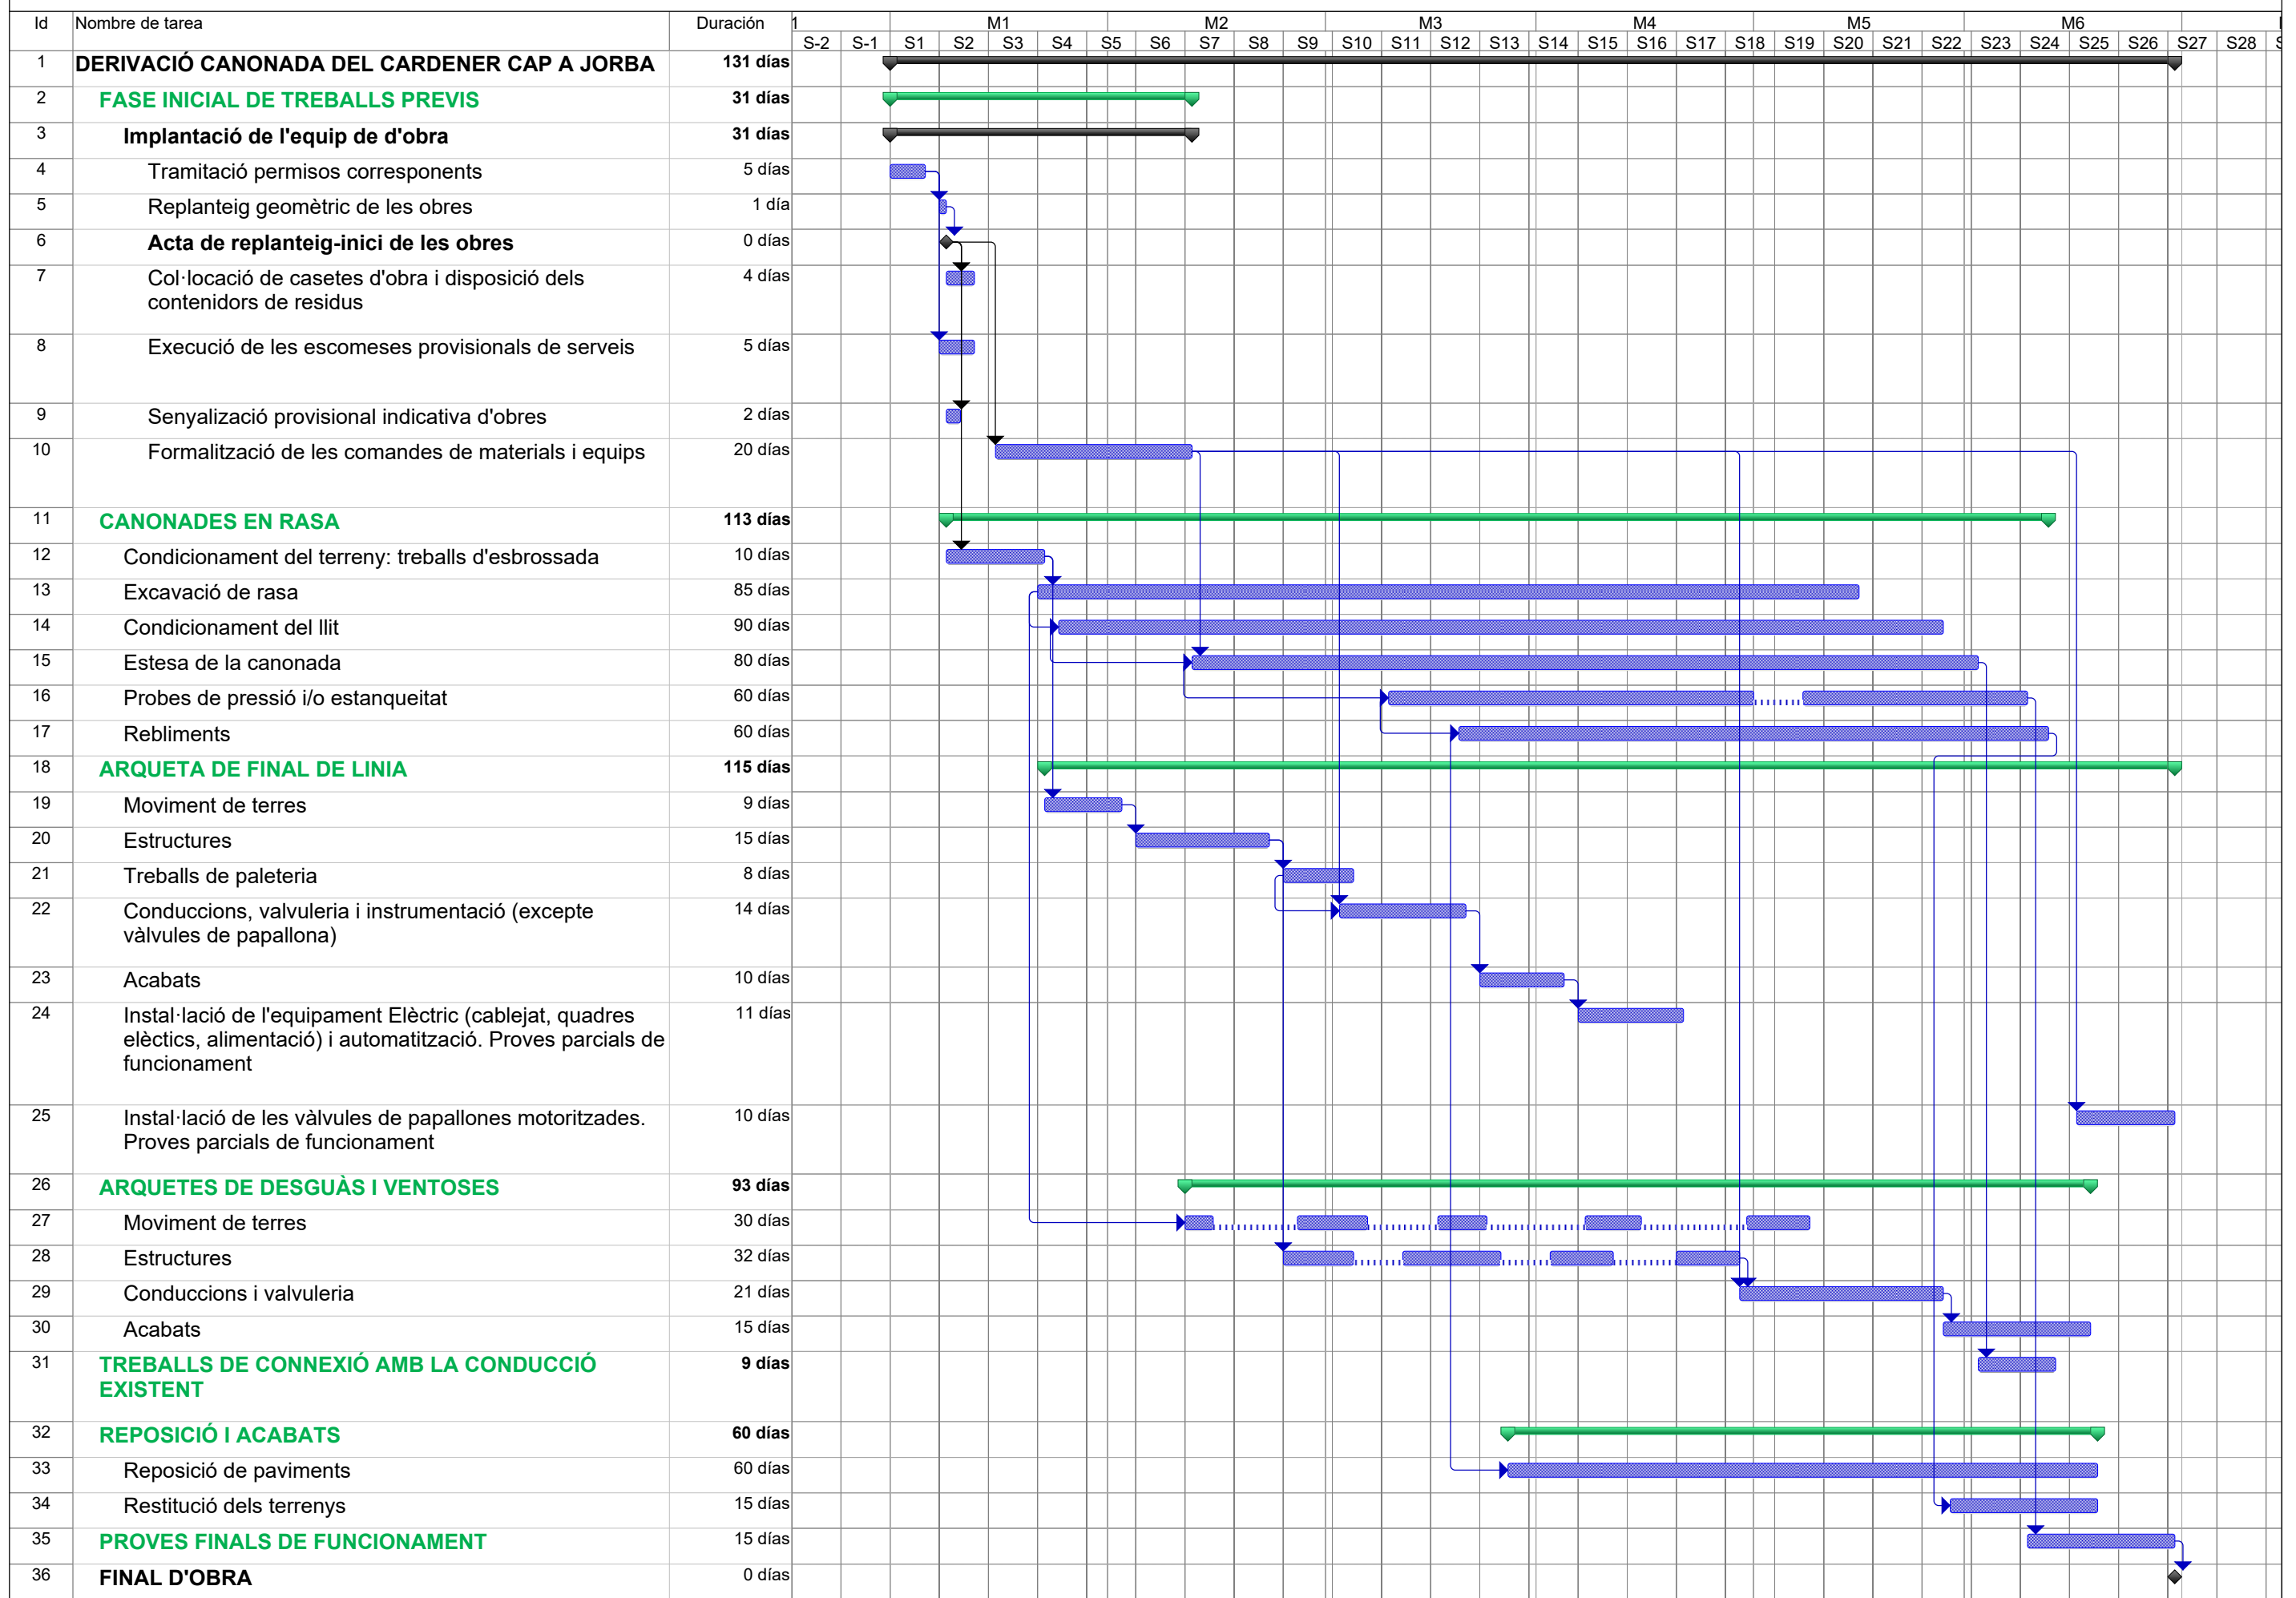 Id Nombre de tarea Duración 1 M1 M2 M3 M4 M5 M6
S-2 S-1 S1 S2 S3 S4 S5 S6 S7 S8 S9 S10 S11 S12 S13 S14 S15 S16 S17 S18 S19 S20 S21 S22 S23 S24 S25 S26 S27 S28
1 DERIVACIÓ CANONADA DEL CARDENER CAP A JORBA 131 días
2 FASE INICIAL DE TREBALLS PREVIS 31 días
3 Implantació de l'equip de d'obra 31 días
4 Tramitació permisos corresponents 5 días
5 Replanteig geomètric de les obres 1 día
6 Acta de replanteig-inici de les obres 0 días
7 Col·locació de casetes d'obra i disposició dels 4 días
contenidors de residus
8 Execució de les escomeses provisionals de serveis 5 días
9 Senyalizació provisional indicativa d'obres 2 días
10 Formalització de les comandes de materials i equips 20 días
11 CANONADES EN RASA 113 días
12 Condicionament del terreny: treballs d'esbrossada 10 días
13 Excavació de rasa 85 días
14 Condicionament del llit 90 días
15 Estesa de la canonada 80 días
16 Probes de pressió i/o estanqueitat 60 días
17 Rebliments 60 días
18 ARQUETA DE FINAL DE LINIA 115 días
19 Moviment de terres 9 días
20 Estructures 15 días
21 Treballs de paleteria 8 días
22 Conduccions, valvuleria i instrumentació (excepte 14 días
vàlvules de papallona)
23 Acabats 10 días
24 Instal·lació de l'equipament Elèctric (cablejat, quadres 11 días
elèctics, alimentació) i automatització. Proves parcials de
funcionament
25 Instal·lació de les vàlvules de papallones motoritzades. 10 días
Proves parcials de funcionament
26 ARQUETES DE DESGUÀS I VENTOSES 93 días
27 Moviment de terres 30 días
28 Estructures 32 días
29 Conduccions i valvuleria 21 días
30 Acabats 15 días
31 TREBALLS DE CONNEXIÓ AMB LA CONDUCCIÓ 9 días
EXISTENT
32 REPOSICIÓ I ACABATS 60 días
33 Reposició de paviments 60 días
34 Restitució dels terrenys 15 días
35 PROVES FINALS DE FUNCIONAMENT 15 días
36 FINAL D'OBRA 0 días